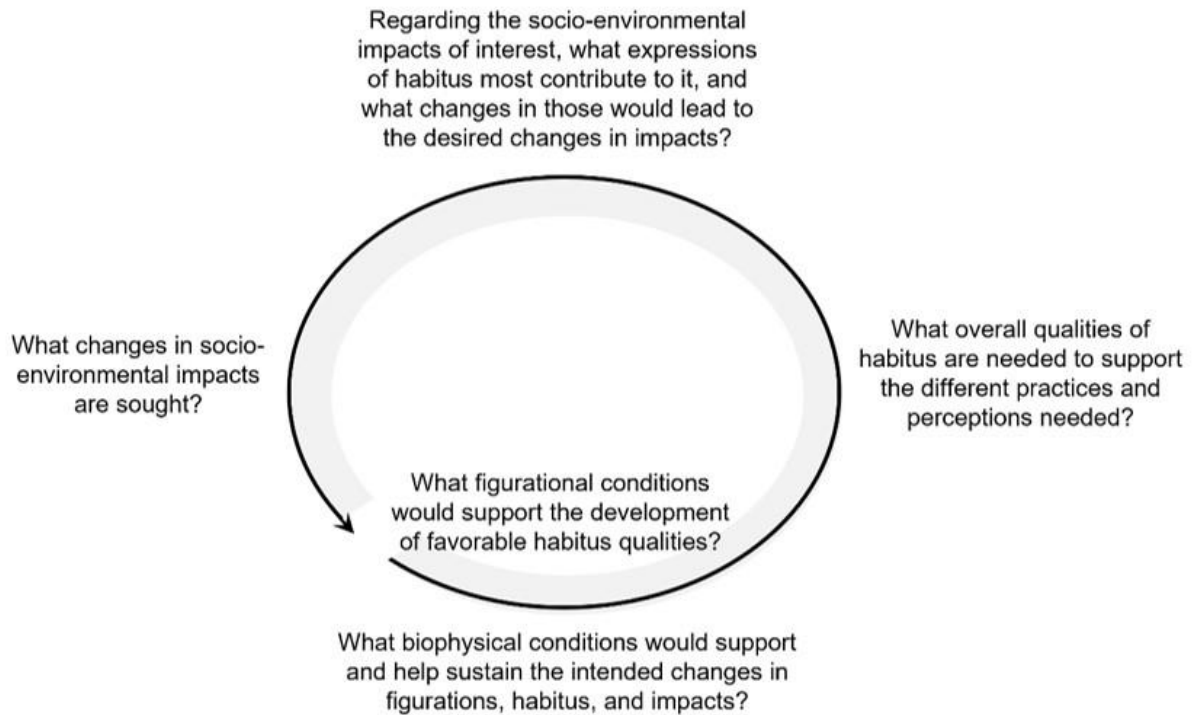 Regarding the socio-environmental
impacts of interest, what expressions
of habitus most contribute to it, and
what changes in those would lead to
the desired changes in impacts?
What changes in socio-
environmental impacts
are sought?
What overall qualities of
habitus are needed to support
the different practices and
perceptions needed?
What figurational conditions
would support the development
of favorable habitus qualities?
What biophysical conditions would support
and help sustain the intended changes in
figurations, habitus, and impacts?